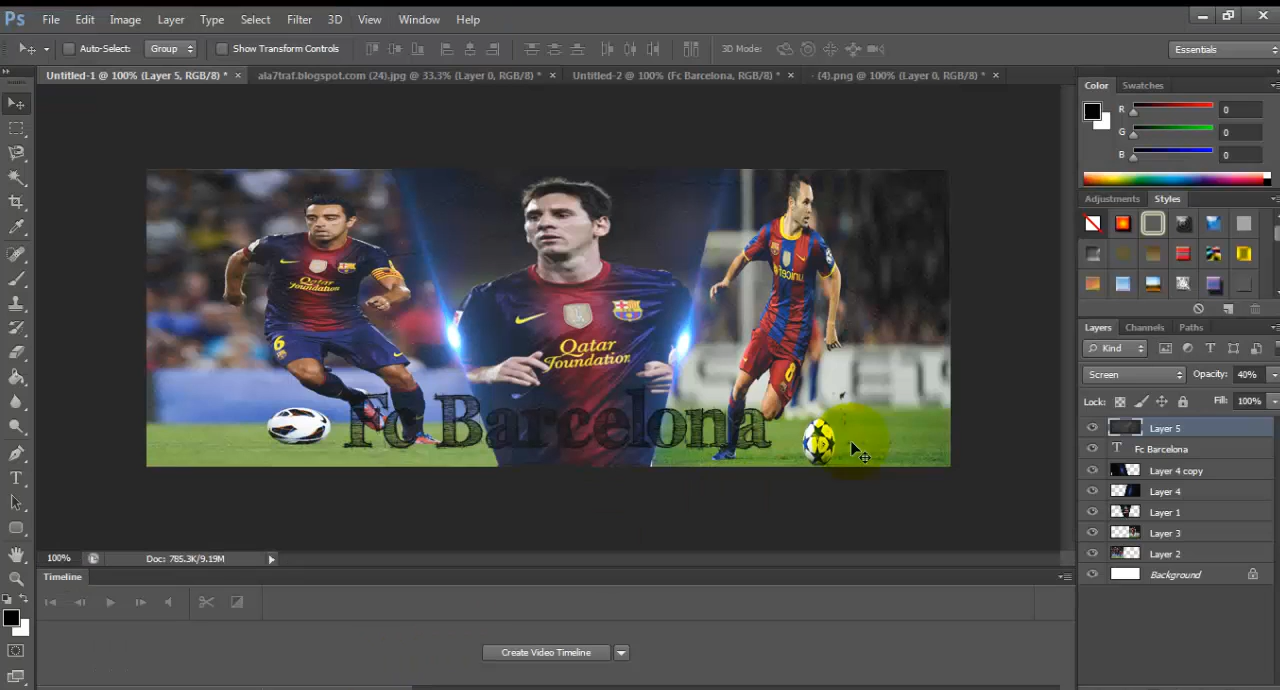 Ps File Edit Image Layer Type Select Filter 3D View Window Help
Auto-Select: Group Show Transform Controls 3D Mode: Essentials
Untitled-1 @ 100% (Layer 5, RGB/8) * × ala7traf.blogspot.com (24).jpg @ 33.3% (Layer 0, RGB/8) * × Untitled-2 @ 100% (Fc Barcelona, RGB/8) * × (4).png @ 100% (Layer 0, RGB/8) * ×
Color Swatches
R 0
G 0
B 0
Adjustments Styles
Qatar
Foundation
6
Qatar
Foundation
8
Fc Barcelona
Layers Channels Paths
Kind
Screen Opacity: 40%
Lock: Fill: 100%
Layer 5
T Fc Barcelona
Layer 4 copy
Layer 4
Layer 1
Layer 3
Layer 2
Background
100% Doc: 785.3K/9.19M
Timeline
Create Video Timeline